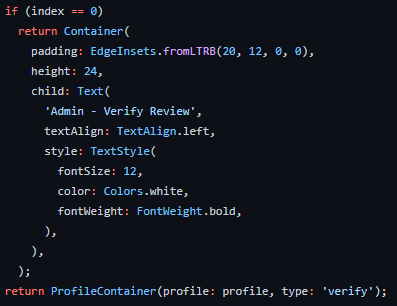 if (index == 0)
  return Container(
    padding: EdgeInsets.fromLTRB(20, 12, 0, 0),
    height: 24,
    child: Text(
      'Admin - Verify Review',
      textAlign: TextAlign.left,
      style: TextStyle(
        fontSize: 12,
        color: Colors.white,
        fontWeight: FontWeight.bold,
      ),
    ),
  );
return ProfileContainer(profile: profile, type: 'verify');